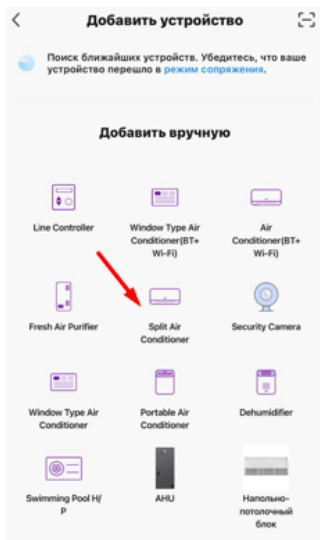 Добавить устройство
Поиск ближайших устройств. Убедитесь, что ваше
устройство перешло в режим сопряжения.
Добавить вручную
Line Controller
Window Type Air
Conditioner(BT+
Wi-Fi)
Air
Conditioner(BT+
Wi-Fi)
Fresh Air Purifier
Split Air
Conditioner
Security Camera
Window Type Air
Conditioner
Portable Air
Conditioner
Dehumidifier
Swimming Pool H/
P
AHU
Напольно-
потолочный
блок